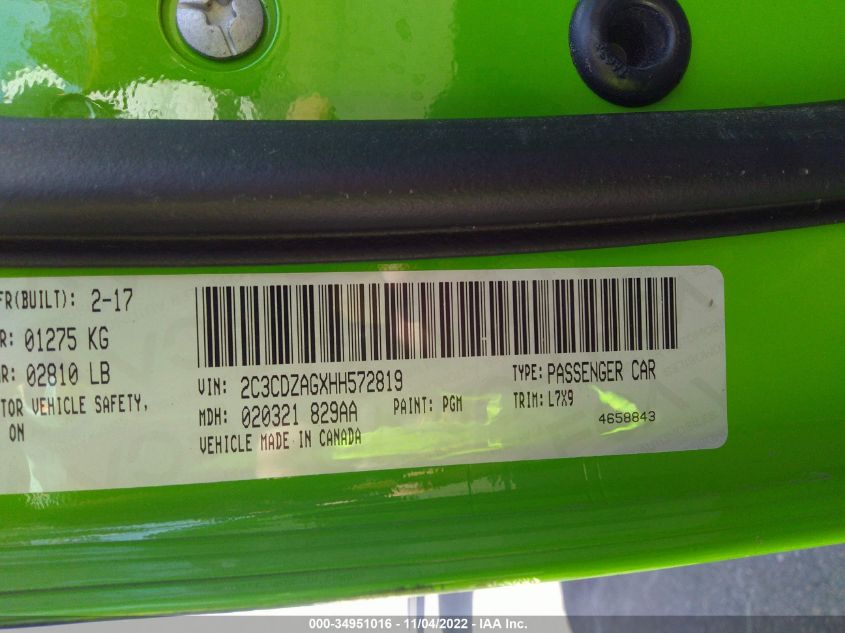 FR(BUILT): 2-17
R: 01275 KG
R: 02810 LB
TOR VEHICLE SAFETY,
ON
VIN: 2C3CDZAGXHH572819
TYPE: PASSENGER CAR
MDH: 020321 829AA
PAINT: PGM
TRIM: L7X9
VEHICLE MADE IN CANADA
4658843
000-34951016 - 11/04/2022 - IAA Inc.